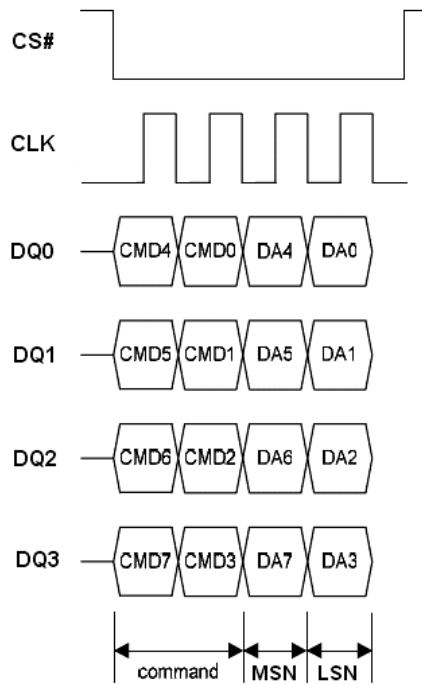 CS#
CLK
DQ0 CMD4 CMD0 DA4 DA0
DQ1 CMD5 CMD1 DA5 DA1
DQ2 CMD6 CMD2 DA6 DA2
DQ3 CMD7 CMD3 DA7 DA3
command MSN LSN